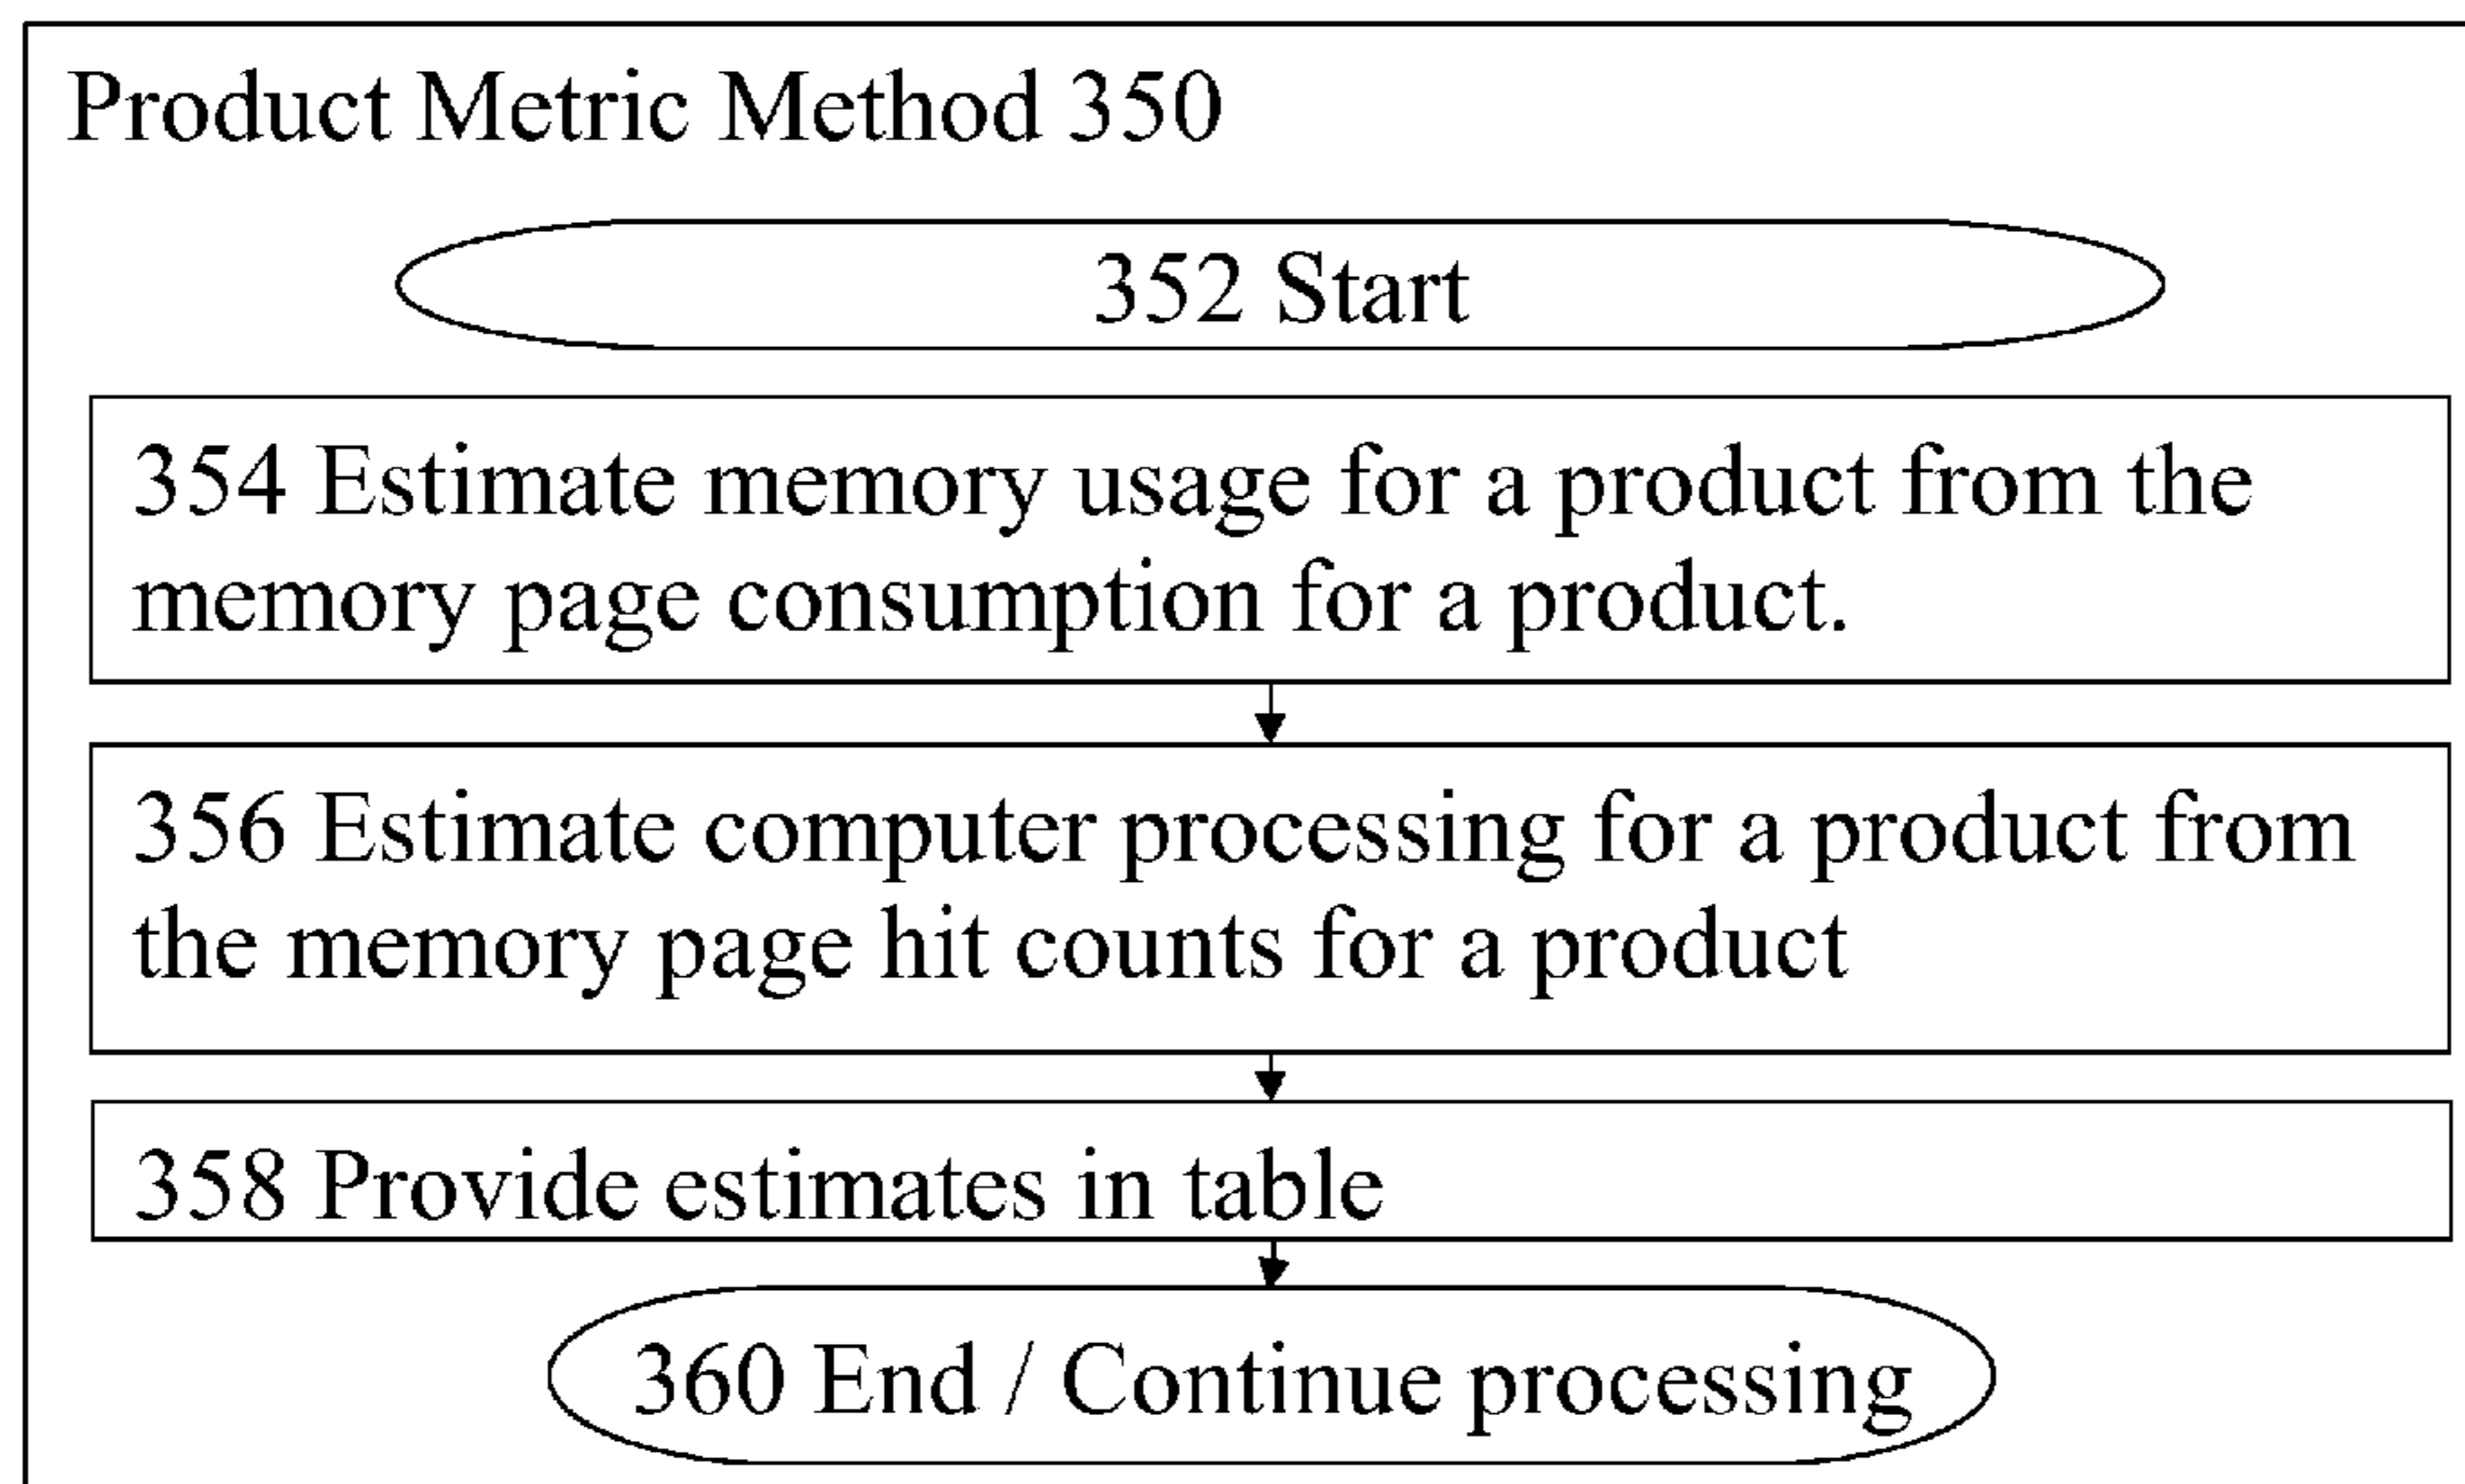 Product Metric Method 350
352 Start
354 Estimate memory usage for a product from the
memory page consumption for a product.
356 Estimate computer processing for a product from
the memory page hit counts for a product
358 Provide estimates in table
360 End / Continue processing